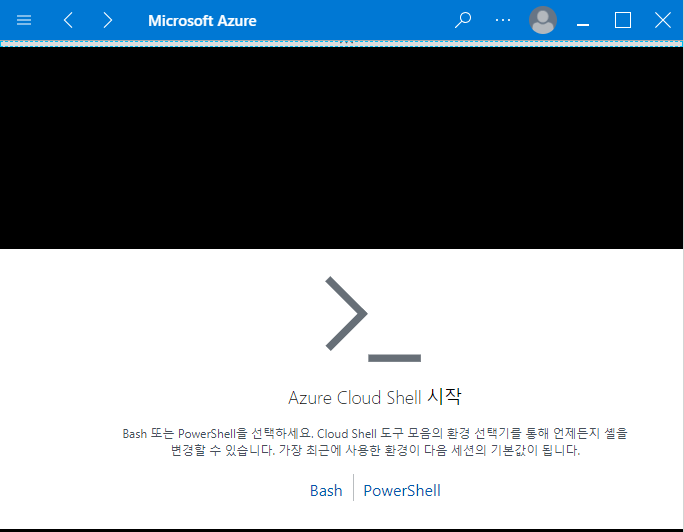 Microsoft Azure
Azure Cloud Shell 시작
Bash 또는 PowerShell을 선택하세요. Cloud Shell 도구 모음의 환경 선택기를 통해 언제든지 셸을
변경할 수 있습니다. 가장 최근에 사용한 환경이 다음 세션의 기본값이 됩니다.
Bash PowerShell